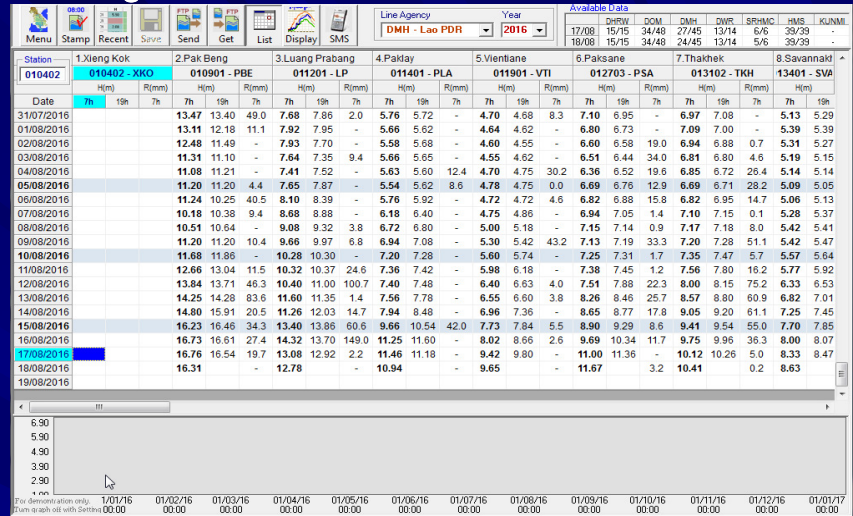 08:00 FTP FTP
Menu Stamp Recent Save Send Get List Display SMS
Line Agency Year
DMH - Lao PDR 2016
Available Data
DHRW DOM DMH DWR SRHMC HMS KUNMI
17/08 15/15 34/48 27/45 13/14 6/6 39/39 -
18/08 15/15 34/48 24/45 13/14 5/6 39/39 -
Station 1.Xieng Kok 2.Pak Beng 3.Luang Prabang 4.Paklay 5.Vientiane 6.Paksane 7.Thakhek 8.Savannakh
010402 010402 - XKO 010901 - PBE 011201 - LP 011401 - PLA 011901 - VTI 012703 - PSA 013102 - TKH 13401 - SVA
H(m) R(mm) H(m) R(mm) H(m) R(mm) H(m) R(mm) H(m) R(mm) H(m) R(mm) H(m) R(mm) H(m)
Date 7h 19h 7h 7h 19h 7h 7h 19h 7h 7h 19h 7h 7h 19h 7h 7h 19h 7h 7h 19h 7h 7h 19h
31/07/2016 13.47 13.40 49.0 7.68 7.86 2.0 5.76 5.72 - 4.70 4.68 8.3 7.10 6.95 - 6.97 7.08 - 5.13 5.29
01/08/2016 13.11 12.18 11.1 7.92 7.95 - 5.66 5.62 - 4.64 4.62 - 6.80 6.73 - 7.09 7.00 - 5.39 5.39
02/08/2016 12.48 11.49 - 7.93 7.70 - 5.58 5.68 - 4.60 4.55 - 6.60 6.58 19.0 6.94 6.88 0.7 5.31 5.27
03/08/2016 11.31 11.10 - 7.64 7.35 9.4 5.66 5.65 - 4.55 4.62 - 6.51 6.44 34.0 6.81 6.80 4.6 5.19 5.15
04/08/2016 11.08 11.21 - 7.41 7.52 - 5.63 5.60 12.4 4.70 4.75 30.2 6.36 6.52 19.6 6.85 6.72 26.4 5.14 5.14
05/08/2016 11.20 11.20 4.4 7.65 7.87 - 5.54 5.62 8.6 4.78 4.75 0.0 6.69 6.76 12.9 6.69 6.71 28.2 5.09 5.05
06/08/2016 11.24 10.25 40.5 8.10 8.39 - 5.76 5.92 - 4.72 4.72 4.6 6.82 6.88 15.8 6.82 6.95 14.7 5.06 5.13
07/08/2016 10.18 10.38 9.4 8.68 8.88 - 6.18 6.40 - 4.75 4.86 - 6.94 7.05 1.4 7.10 7.15 0.1 5.28 5.37
08/08/2016 10.51 10.64 - 9.08 9.32 3.8 6.72 6.80 - 5.00 5.18 - 7.15 7.14 0.9 7.17 7.18 8.0 5.42 5.41
09/08/2016 11.20 11.20 10.4 9.66 9.97 6.8 6.94 7.08 - 5.30 5.42 43.2 7.13 7.19 33.3 7.20 7.28 51.1 5.42 5.47
10/08/2016 11.68 11.86 - 10.28 10.30 - 7.20 7.28 - 5.60 5.74 - 7.25 7.31 1.7 7.35 7.47 5.7 5.57 5.64
11/08/2016 12.66 13.04 11.5 10.32 10.37 24.6 7.36 7.42 - 5.98 6.18 - 7.38 7.45 1.2 7.56 7.80 16.2 5.77 5.92
12/08/2016 13.84 13.71 46.3 10.40 11.00 100.7 7.40 7.48 - 6.40 6.63 4.0 7.51 7.88 22.3 8.00 8.15 75.2 6.33 6.53
13/08/2016 14.25 14.28 83.6 11.60 11.35 1.4 7.56 7.78 - 6.55 6.60 3.8 8.26 8.46 25.7 8.57 8.80 60.9 6.82 7.01
14/08/2016 14.80 15.91 20.5 11.26 12.03 14.7 8.94 8.48 - 6.96 7.36 - 8.65 8.77 17.8 9.05 9.20 61.1 7.25 7.45
15/08/2016 16.23 16.46 34.3 13.40 13.86 60.6 9.66 10.54 42.0 7.73 7.84 5.5 8.90 9.29 8.6 9.41 9.54 55.0 7.70 7.85
16/08/2016 16.73 16.61 27.4 14.32 13.70 149.0 11.25 11.60 - 8.02 8.66 2.6 9.69 10.34 11.7 9.75 9.96 36.3 8.00 8.07
17/08/2016 16.76 16.54 19.7 13.08 12.92 2.2 11.46 11.18 - 9.42 9.80 - 11.00 11.36 - 10.12 10.26 5.0 8.33 8.47
18/08/2016 16.31 - 12.78 10.94 - 9.65 - 11.67 3.2 10.41 0.2 8.63
19/08/2016
6.90
5.90
4.90
3.90
2.90
For demontration only. 1/01/16 01/02/16 01/03/16 01/04/16 01/05/16 01/06/16 01/07/16 01/08/16 01/09/16 01/10/16 01/11/16 01/12/16 01/01/17
Turn graph off with Setting 00:00 00:00 00:00 00:00 00:00 00:00 00:00 00:00 00:00 00:00 00:00 00:00 00:00